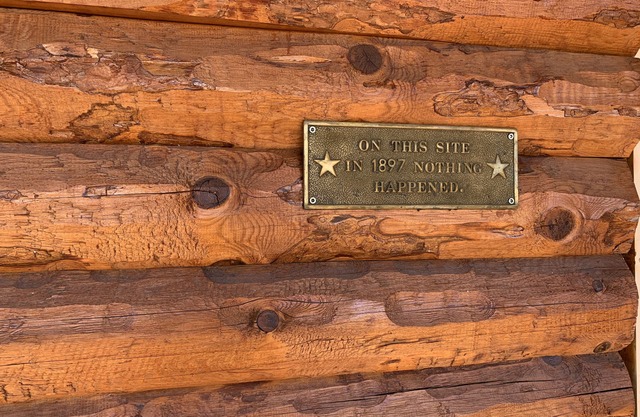 ON THIS SITE
IN 1897 NOTHING
HAPPENED.